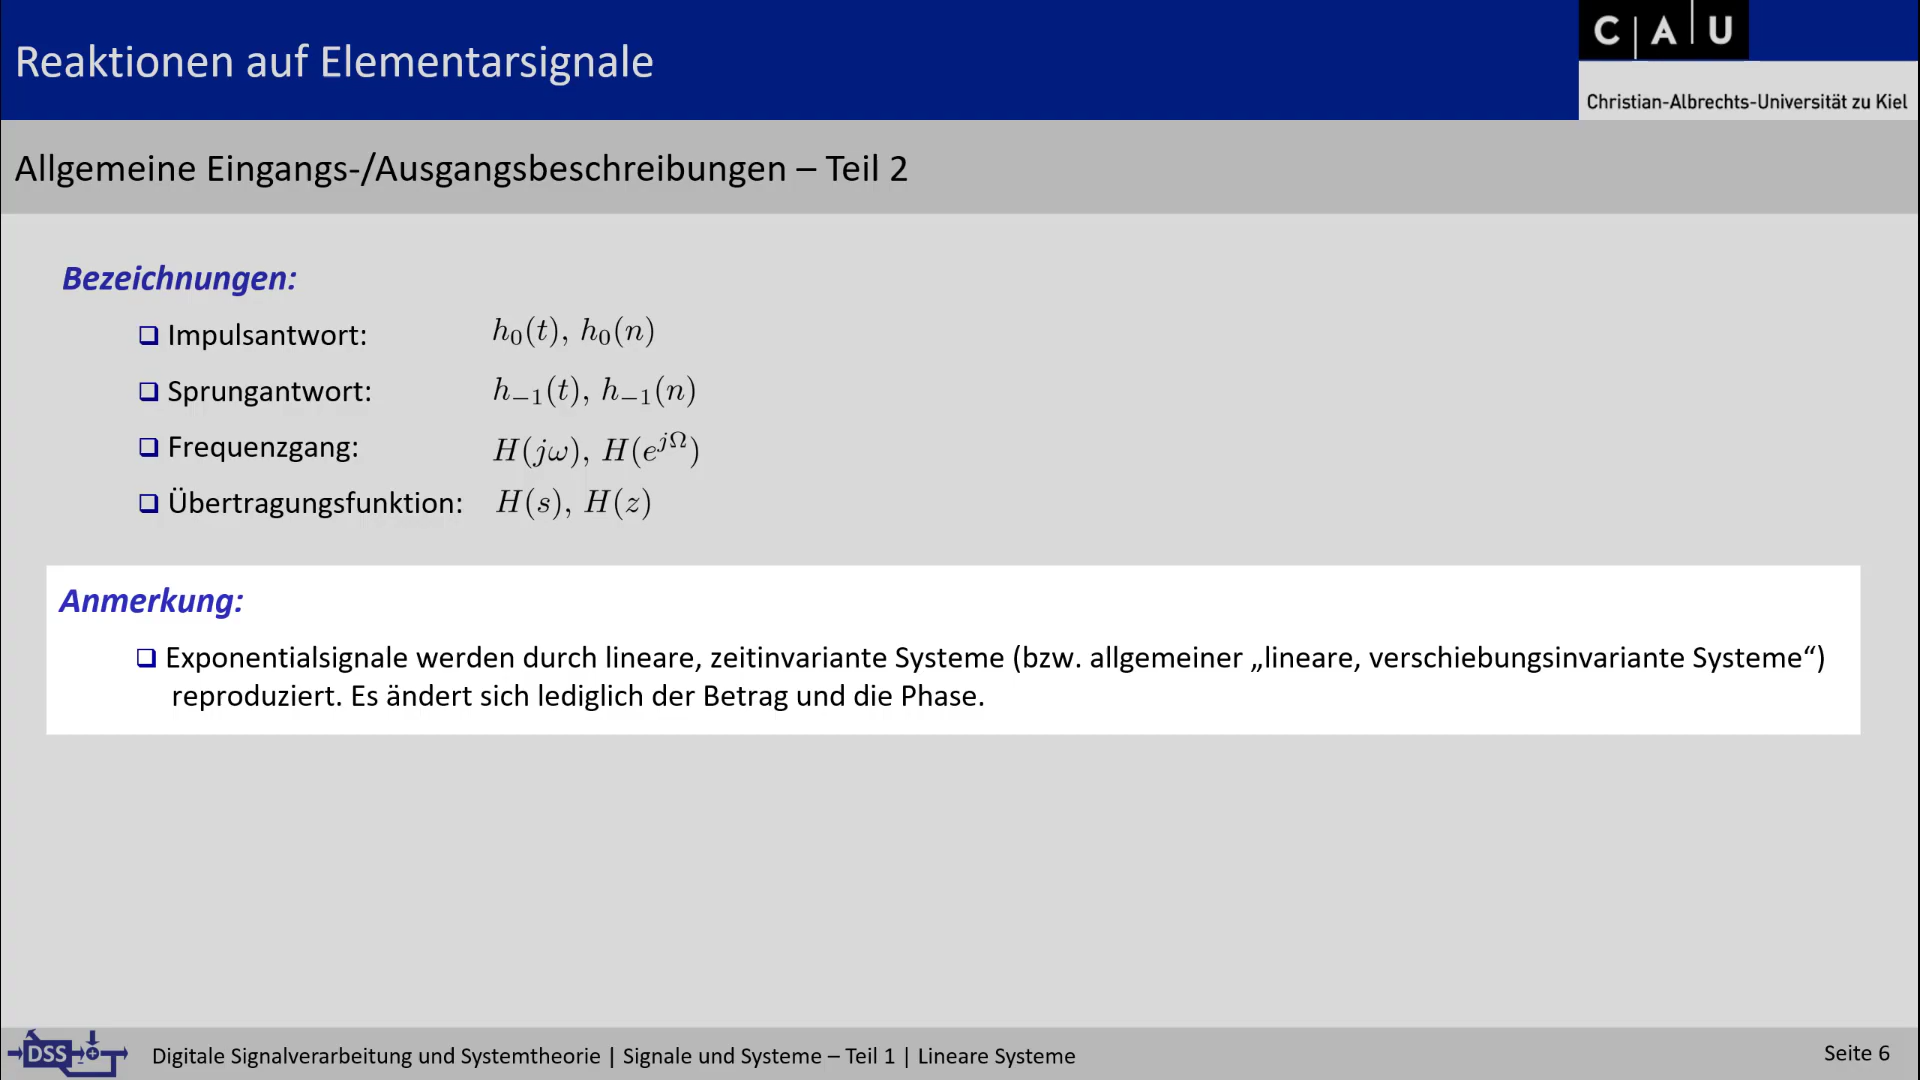 Reaktionen auf Elementarsignale
C | A | U
Christian-Albrechts-Universität zu Kiel
Allgemeine Eingangs-/Ausgangsbeschreibungen – Teil 2
Bezeichnungen:
❑ Impulsantwort: $h_0(t), h_0(n)$
❑ Sprungantwort: $h_{-1}(t), h_{-1}(n)$
❑ Frequenzgang: $H(j\omega), H(e^{j\Omega})$
❑ Übertragungsfunktion: $H(s), H(z)$
Anmerkung:
❑ Exponentialsignale werden durch lineare, zeitinvariante Systeme (bzw. allgemeiner „lineare, verschiebungsinvariante Systeme“)
reproduziert. Es ändert sich lediglich der Betrag und die Phase.
DSS
Digitale Signalverarbeitung und Systemtheorie | Signale und Systeme – Teil 1 | Lineare Systeme
Seite 6